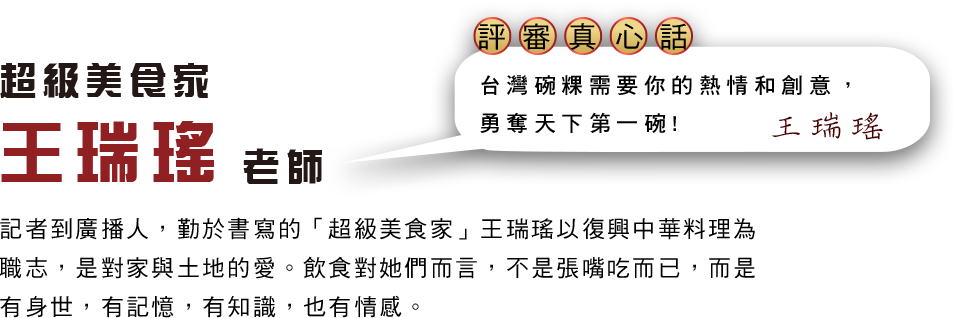 評審真心話
台灣碗粿需要你的熱情和創意，
勇奪天下第一碗!
王瑞瑤
超級美食家
王瑞瑤 老師
記者到廣播人，勤於書寫的「超級美食家」王瑞瑤以復興中華料理為
職志，是對家與土地的愛。飲食對她們而言，不是張嘴吃而已，而是
有身世，有記憶，有知識，也有情感。